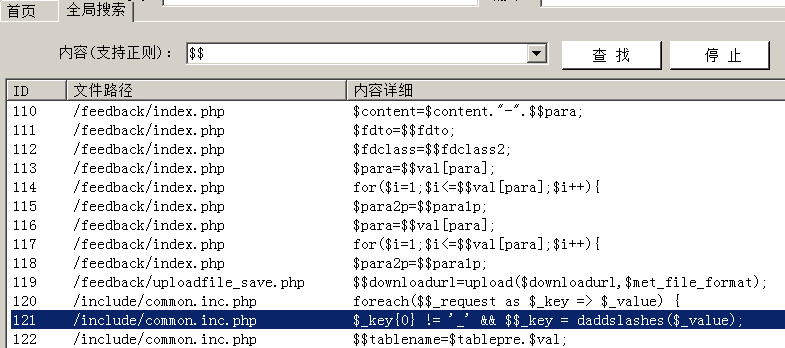 首页 全局搜索
内容(支持正则): $$ 查 找 停 止
ID 文件路径 内容详细
110 /feedback/index.php $content=$content."-".$$para;
111 /feedback/index.php $fdto=$$fdto;
112 /feedback/index.php $fdclass=$$fdclass2;
113 /feedback/index.php $para=$$val[para];
114 /feedback/index.php for($i=1;$i<=$$val[para];$i++){
115 /feedback/index.php $para2p=$$para1p;
116 /feedback/index.php $para=$$val[para];
117 /feedback/index.php for($i=1;$i<=$$val[para];$i++){
118 /feedback/index.php $para2p=$$para1p;
119 /feedback/uploadfile_save.php $$downloadurl=upload($downloadurl,$met_file_format);
120 /include/common.inc.php foreach($$_request as $_key => $_value) {
121 /include/common.inc.php $_key{0} != '_' && $$_key = daddslashes($_value);
122 /include/common.inc.php $$tablename=$tablepre.$val;